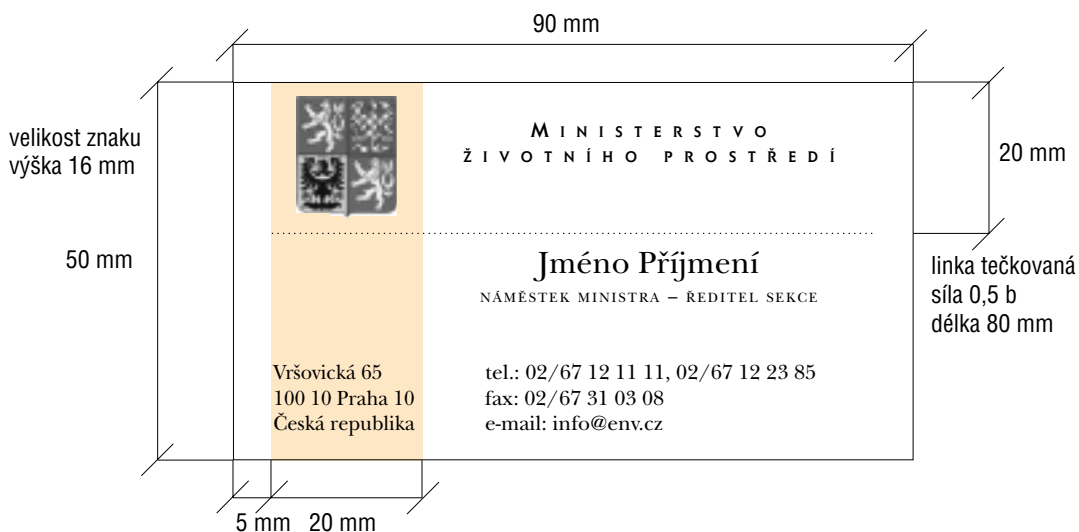 90 mm
velikost znaku
výška 16 mm
MINISTERSTVO
ŽIVOTNÍHO PROSTŘEDÍ
20 mm
50 mm
Jméno Příjmení
NÁMĚSTEK MINISTRA – ŘEDITEL SEKCE
linka tečkovaná
síla 0,5 b
délka 80 mm
Vršovická 65
100 10 Praha 10
Česká republika
tel.: 02/67 12 11 11, 02/67 12 23 85
fax: 02/67 31 03 08
e-mail: info@env.cz
5 mm 20 mm